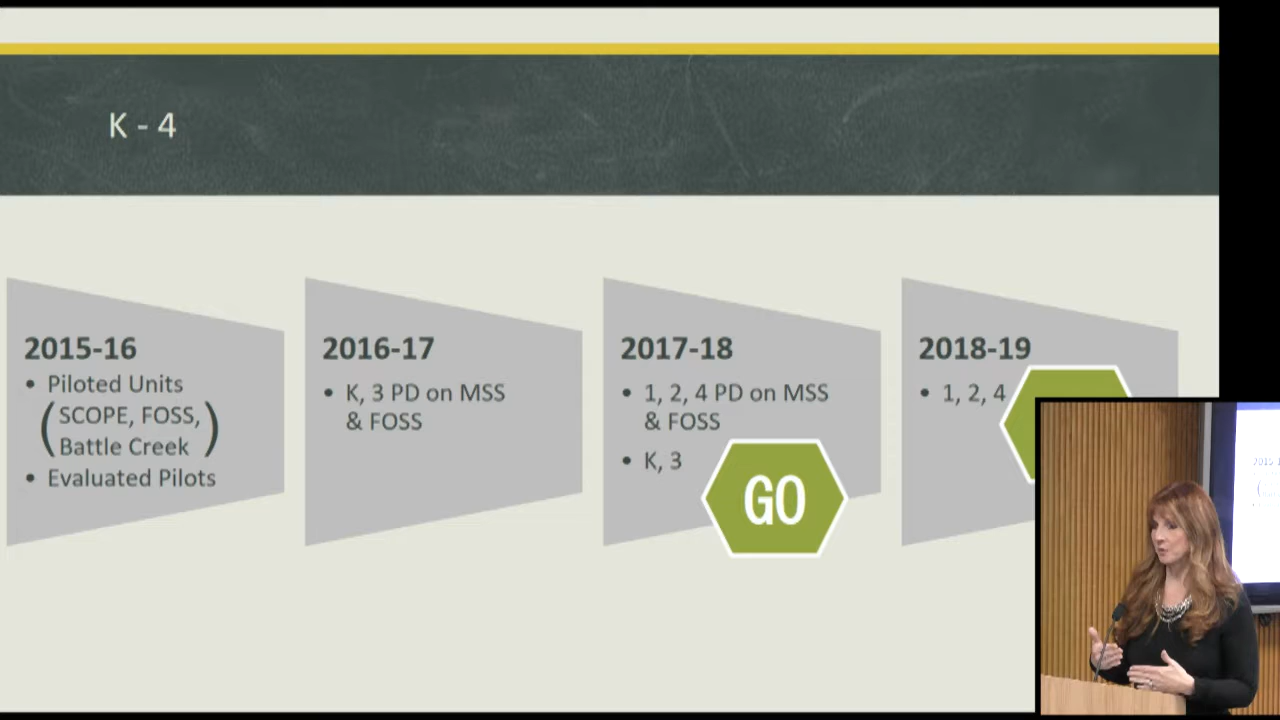 K - 4
2015-16
• Piloted Units
(SCOPE, FOSS,
Battle Creek)
• Evaluated Pilots
2016-17
• K, 3 PD on MSS
& FOSS
2017-18
• 1, 2, 4 PD on MSS
& FOSS
• K, 3
GO
2018-19
• 1, 2, 4